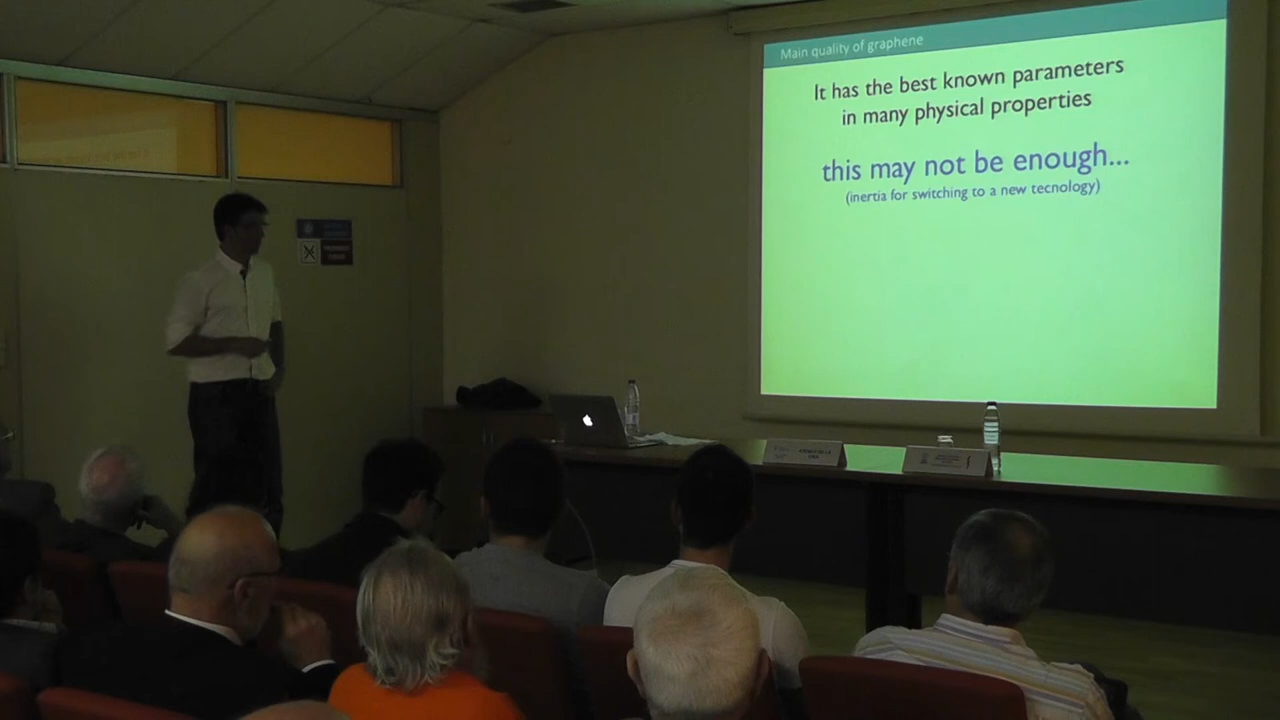 Main quality of graphene
It has the best known parameters
in many physical properties
this may not be enough...
(inertia for switching to a new tecnology)